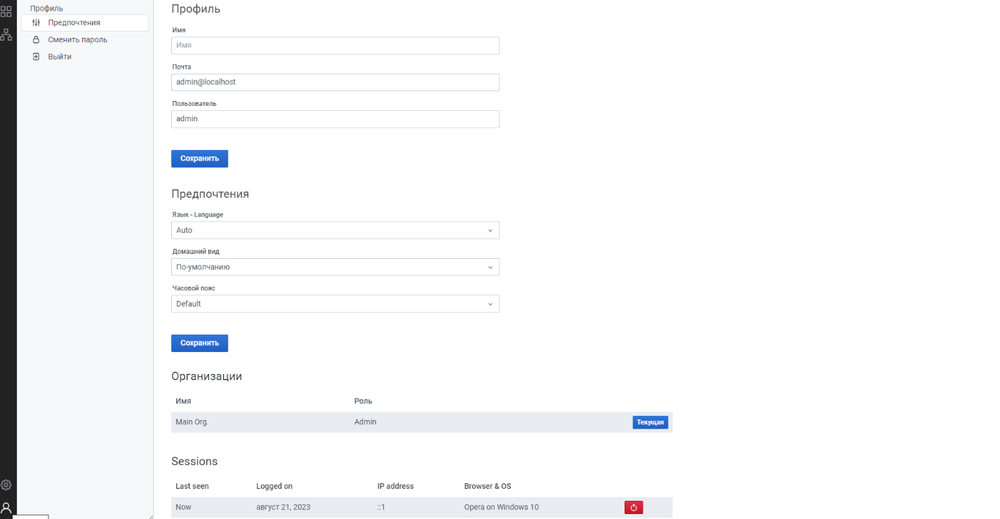 Профиль
Предпочтения
Сменить пароль
Выйти
Профиль
Имя
Имя
Почта
admin@localhost
Пользователь
admin
Сохранить
Предпочтения
Язык - Language
Auto
Домашний вид
По-умолчанию
Часовой пояс
Default
Сохранить
Организации
Имя Роль
Main Org. Admin Текущая
Sessions
Last seen Logged on IP address Browser & OS
Now август 21, 2023 ::1 Opera on Windows 10